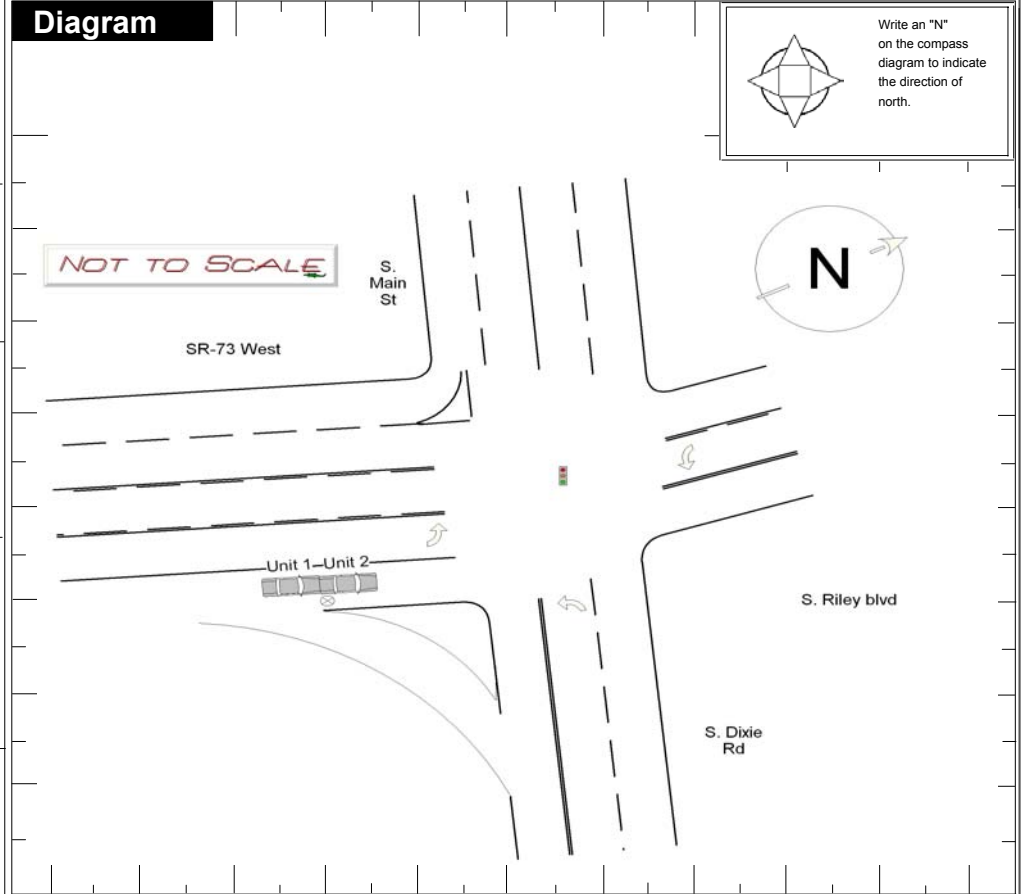 Diagram
Write an "N"
on the compass
diagram to indicate
the direction of
north.
NOT TO SCALE
S.
Main
St
N
SR-73 West
Unit 1
Unit 2
S. Riley blvd
S. Dixie
Rd